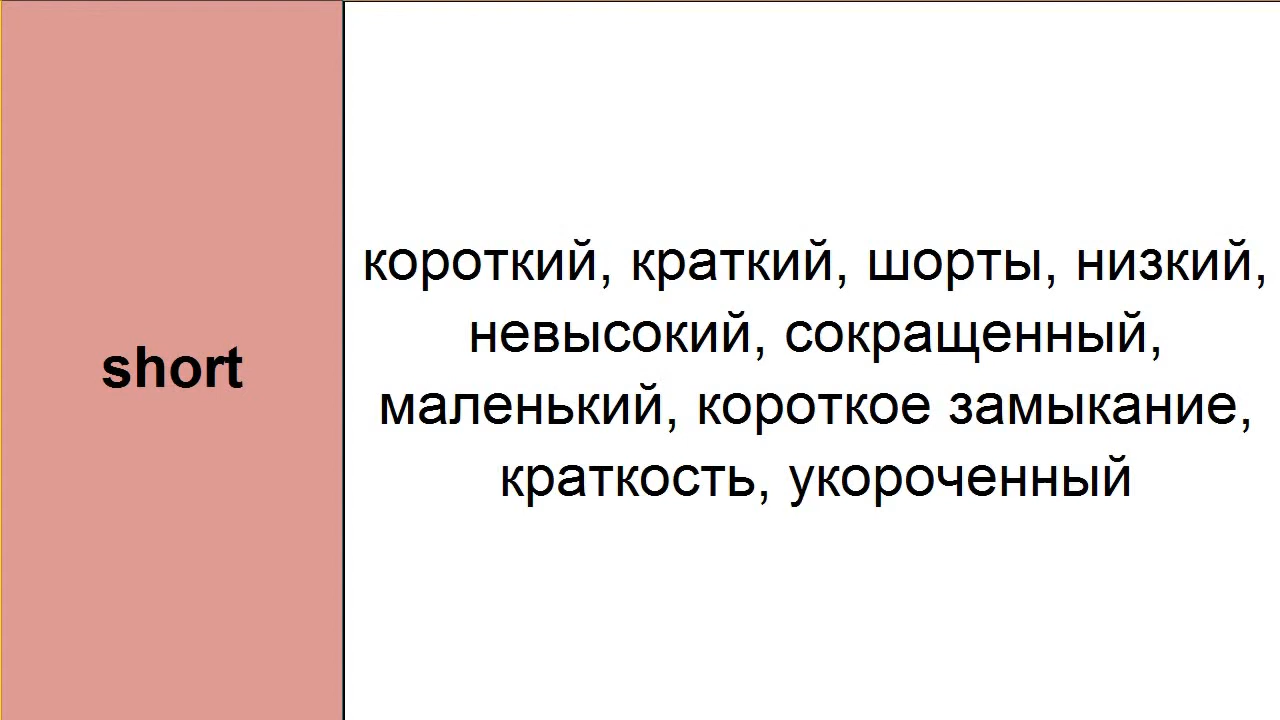 short
короткий, краткий, шорты, низкий,
невысокий, сокращенный,
маленький, короткое замыкание,
краткость, укороченный